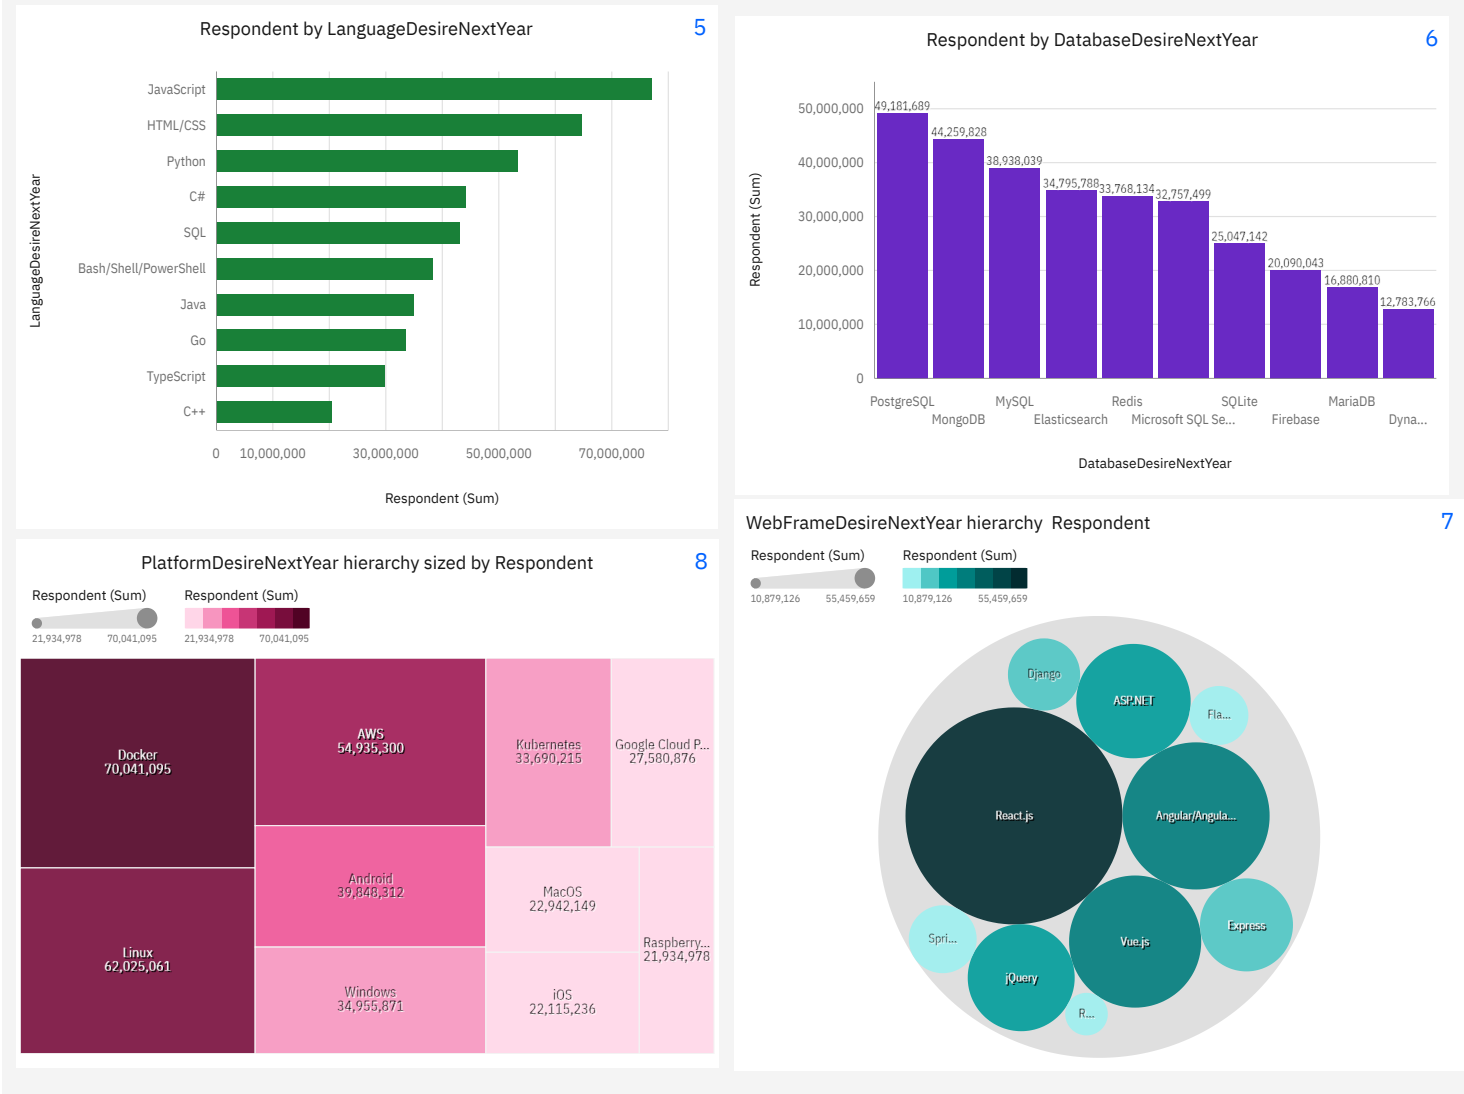 Respondent by LanguageDesireNextYear
5
LanguageDesireNextYear
JavaScript
HTML/CSS
Python
C#
SQL
Bash/Shell/PowerShell
Java
Go
TypeScript
C++
0 10,000,000 30,000,000 50,000,000 70,000,000
Respondent (Sum)
Respondent by DatabaseDesireNextYear
6
Respondent (Sum)
50,000,000
40,000,000
30,000,000
20,000,000
10,000,000
0
49,181,689
44,259,828
38,938,039
34,795,788
33,768,134
32,757,499
25,047,142
20,090,043
16,880,810
12,783,766
PostgreSQL
MongoDB
MySQL
Elasticsearch
Redis
Microsoft SQL Se...
SQLite
Firebase
MariaDB
Dyna...
DatabaseDesireNextYear
PlatformDesireNextYear hierarchy sized by Respondent
8
Respondent (Sum)
21,934,978 70,041,095
Respondent (Sum)
21,934,978 70,041,095
Docker
70,041,095
Linux
62,025,061
AWS
54,935,300
Android
39,848,312
Windows
34,955,871
Kubernetes
33,690,215
Google Cloud P...
27,580,876
MacOS
22,942,149
iOS
22,115,236
Raspberry...
21,934,978
WebFrameDesireNextYear hierarchy Respondent
7
Respondent (Sum)
10,879,126 55,459,659
Respondent (Sum)
10,879,126 55,459,659
Django
ASP.NET
Fla...
React.js
Angular/Angula...
Spri...
jQuery
Vue.js
Express
R...